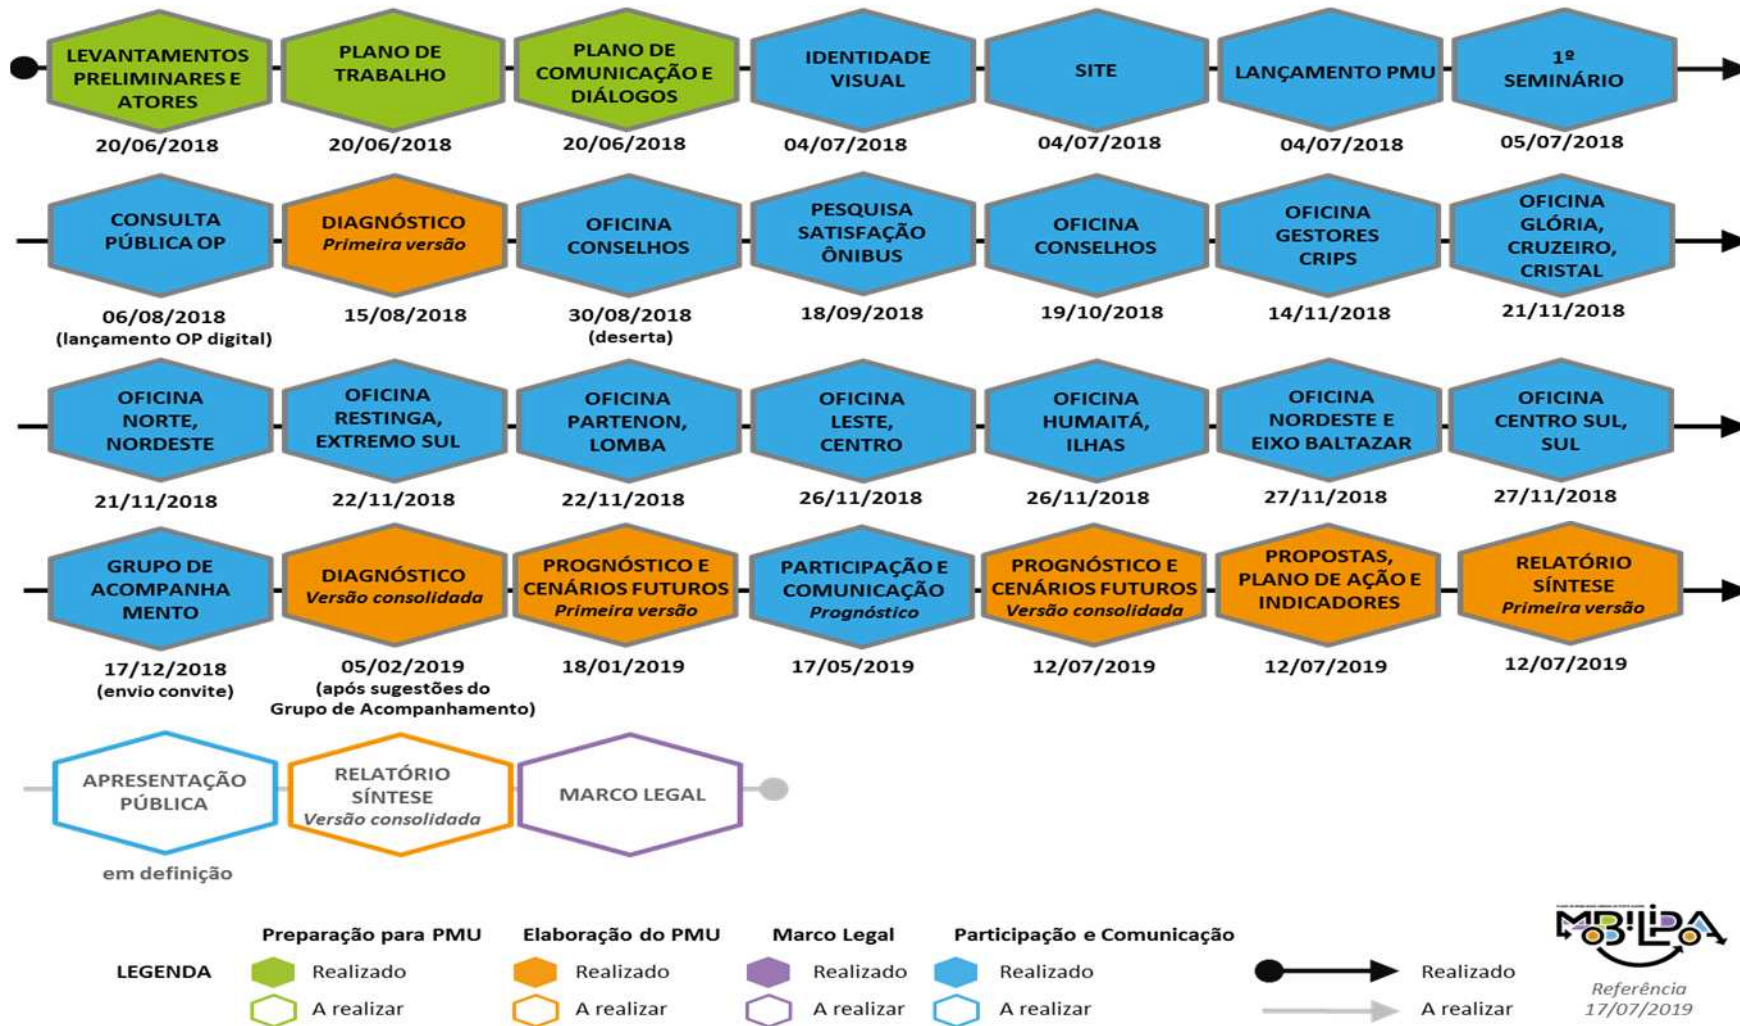 LEVANTAMENTOS
PRELIMINARES E
ATORES
20/06/2018
PLANO DE
TRABALHO
20/06/2018
PLANO DE
COMUNICAÇÃO E
DIÁLOGOS
20/06/2018
IDENTIDADE
VISUAL
04/07/2018
SITE
04/07/2018
LANÇAMENTO PMU
04/07/2018
1º
SEMINÁRIO
05/07/2018
CONSULTA
PÚBLICA OP
06/08/2018
(lançamento OP digital)
DIAGNÓSTICO
Primeira versão
15/08/2018
OFICINA
CONSELHOS
30/08/2018
(deserta)
PESQUISA
SATISFAÇÃO
ÔNIBUS
18/09/2018
OFICINA
CONSELHOS
19/10/2018
OFICINA
GESTORES
CRIPS
14/11/2018
OFICINA
GLÓRIA,
CRUZEIRO,
CRISTAL
21/11/2018
OFICINA
NORTE,
NORDESTE
21/11/2018
OFICINA
RESTINGA,
EXTREMO SUL
22/11/2018
OFICINA
PARTENON,
LOMBA
22/11/2018
OFICINA
LESTE,
CENTRO
26/11/2018
OFICINA
HUMAITÁ,
ILHAS
26/11/2018
OFICINA
NORDESTE E
EIXO BALTAZAR
27/11/2018
OFICINA
CENTRO SUL,
SUL
27/11/2018
GRUPO DE
ACOMPANHA
MENTO
17/12/2018
(envio convite)
DIAGNÓSTICO
Versão consolidada
05/02/2019
(após sugestões do
Grupo de Acompanhamento)
PROGNÓSTICO E
CENÁRIOS FUTUROS
Primeira versão
18/01/2019
PARTICIPAÇÃO E
COMUNICAÇÃO
Prognóstico
17/05/2019
PROGNÓSTICO E
CENÁRIOS FUTUROS
Versão consolidada
12/07/2019
PROPOSTAS,
PLANO DE AÇÃO E
INDICADORES
12/07/2019
RELATÓRIO
SÍNTESE
Primeira versão
12/07/2019
APRESENTAÇÃO
PÚBLICA
em definição
RELATÓRIO
SÍNTESE
Versão consolidada
MARCO LEGAL
LEGENDA
Preparação para PMU
Realizado
A realizar
Elaboração do PMU
Realizado
A realizar
Marco Legal
Realizado
A realizar
Participação e Comunicação
Realizado
A realizar
Realizado
A realizar
MOBILIDA
Referência
17/07/2019